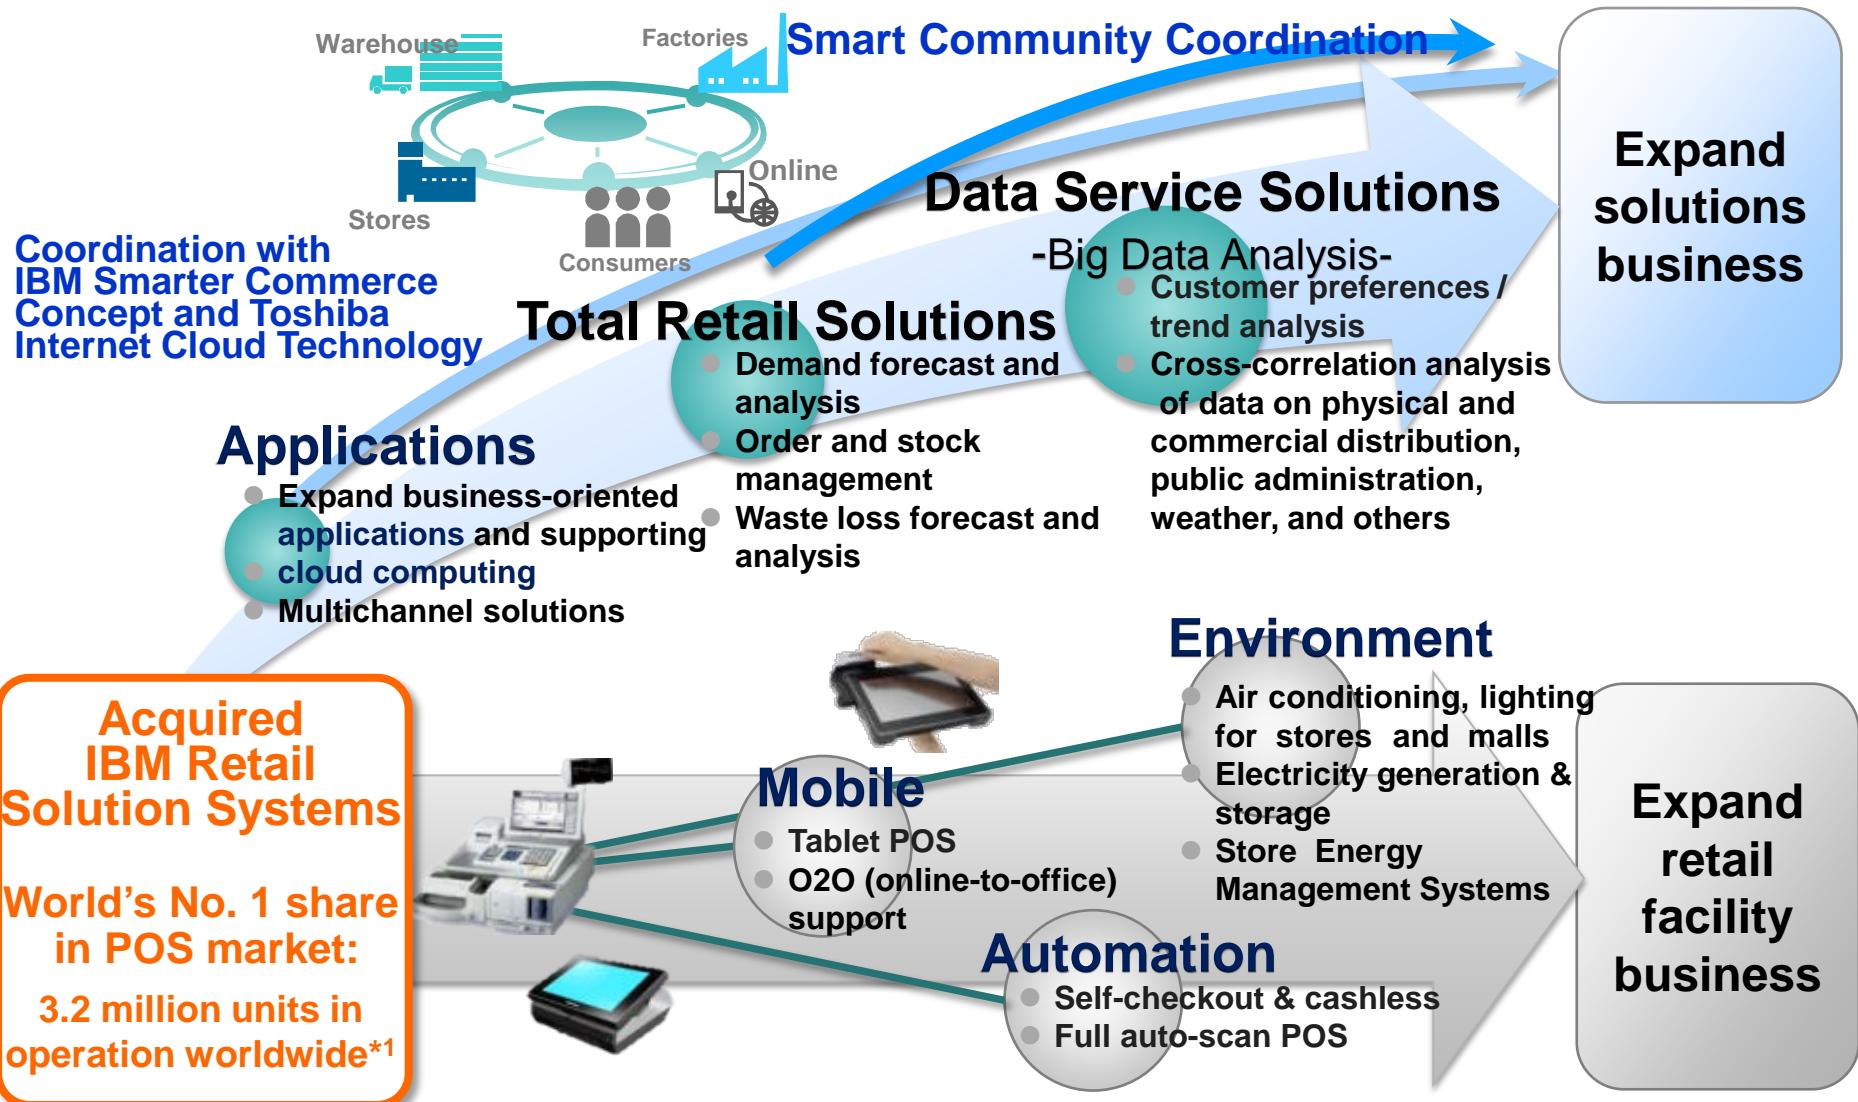 Warehouse
Factories
Smart Community Coordination
Stores
Consumers
Online
Coordination with
IBM Smarter Commerce
Concept and Toshiba
Internet Cloud Technology
Data Service Solutions
-Big Data Analysis-
Customer preferences /
trend analysis
Cross-correlation analysis
of data on physical and
commercial distribution,
public administration,
weather, and others
Total Retail Solutions
Demand forecast and
analysis
Order and stock
management
Waste loss forecast and
analysis
Applications
Expand business-oriented
applications and supporting
cloud computing
Multichannel solutions
Expand
solutions
business
Acquired
IBM Retail
Solution Systems
World's No. 1 share
in POS market:
3.2 million units in
operation worldwide*1
Mobile
Tablet POS
O2O (online-to-office)
support
Environment
Air conditioning, lighting
for stores and malls
Electricity generation &
storage
Store Energy
Management Systems
Automation
Self-checkout & cashless
Full auto-scan POS
Expand
retail
facility
business